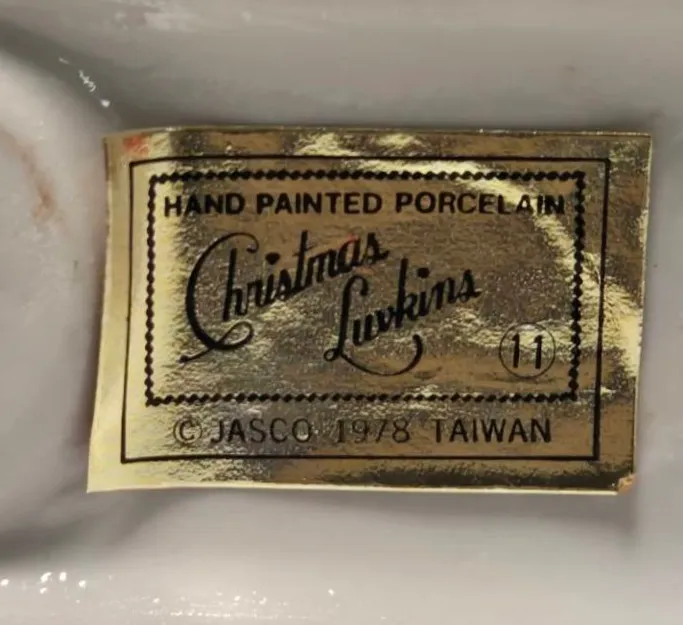 HAND PAINTED PORCELAIN
Christmas
Luvkins
11
© JASCO 1978 TAIWAN